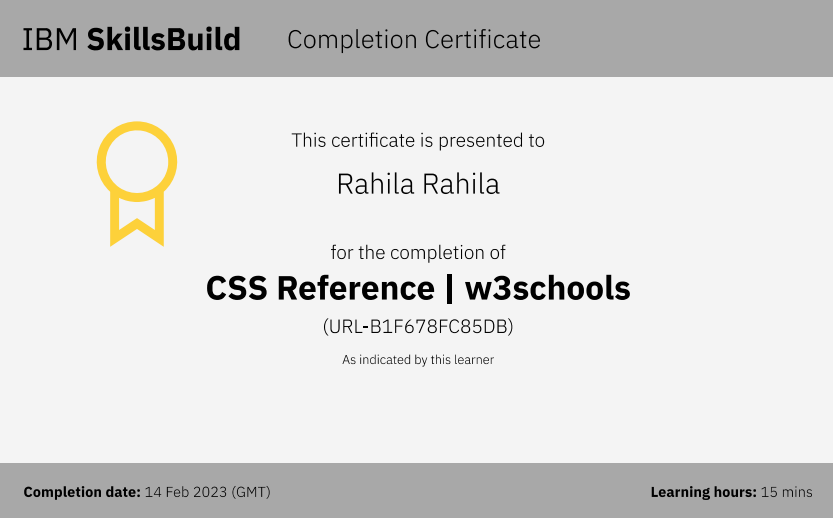 IBM SkillsBuild Completion Certificate
This certificate is presented to
Rahila Rahila
for the completion of
CSS Reference | w3schools
(URL-B1F678FC85DB)
As indicated by this learner
Completion date: 14 Feb 2023 (GMT)
Learning hours: 15 mins